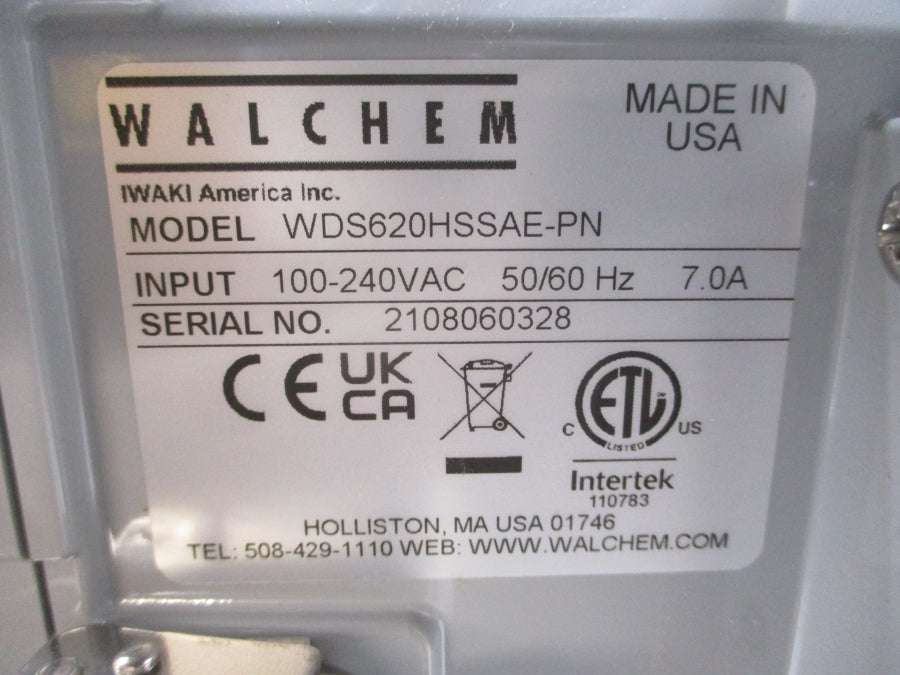 WALCHEM
MADE IN
USA
IWAKI America Inc.
MODEL WDS620HSSAE-PN
INPUT 100-240VAC 50/60 Hz 7.0A
SERIAL NO. 2108060328
CE UK
CA
C ETL US
LISTED
Intertek
110783
HOLLISTON, MA USA 01746
TEL: 508-429-1110 WEB: WWW.WALCHEM.COM